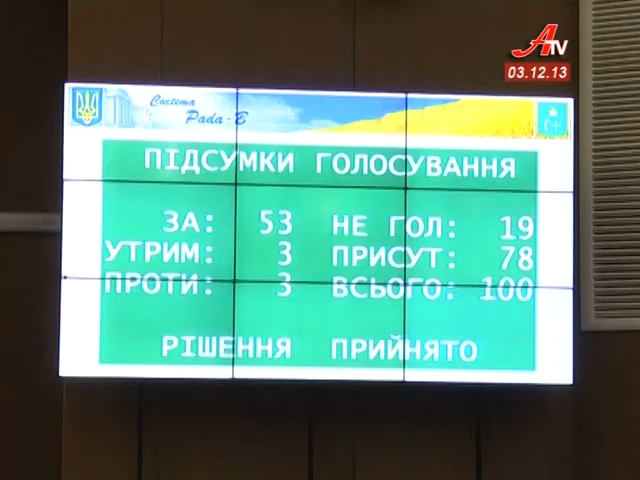 ATV
03.12.13
Система
Рада-В
ПІДСУМКИ ГОЛОСУВАННЯ
ЗА: 53 НЕ ГОЛ: 19
УТРИМ: 3 ПРИСУТ: 78
ПРОТИ: 3 ВСЬОГО: 100
РІШЕННЯ ПРИЙНЯТО